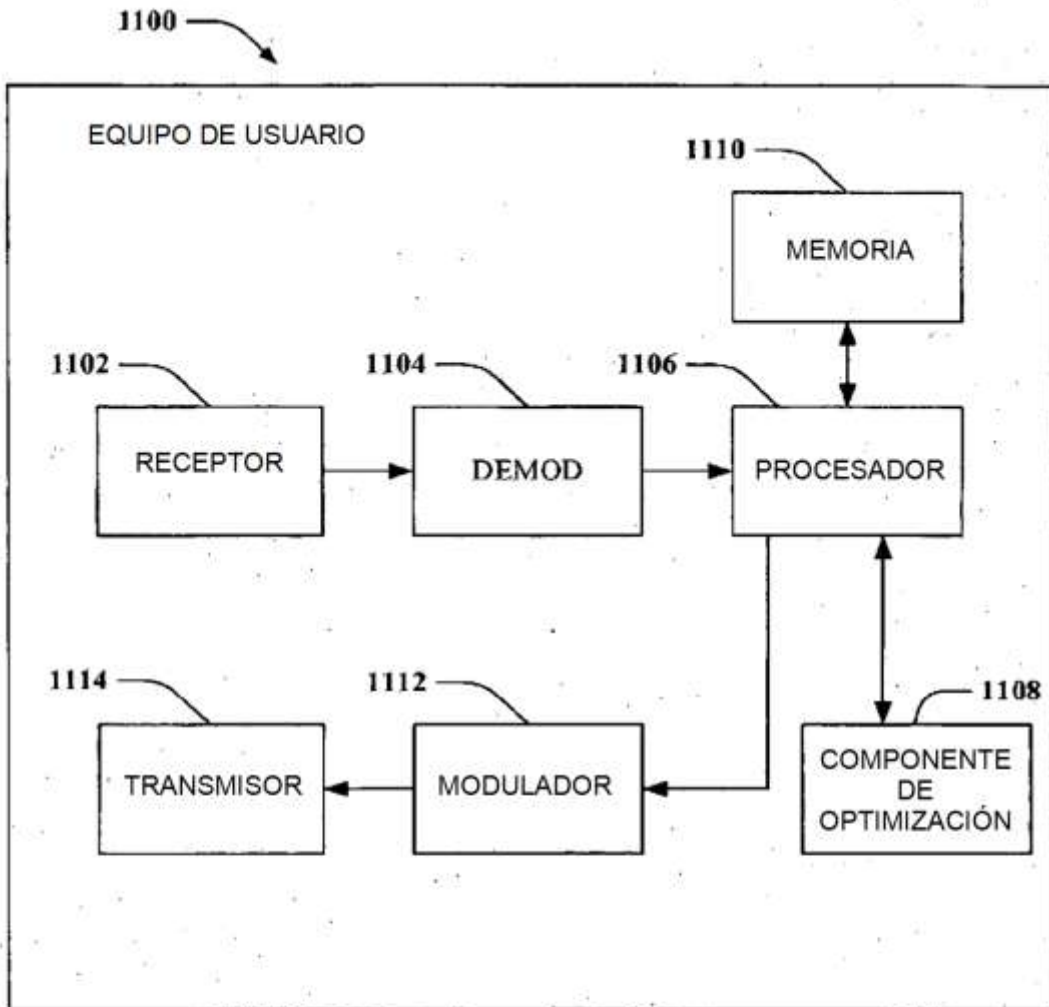 1100
EQUIPO DE USUARIO
1110
MEMORIA
1102
1104
1106
RECEPTOR
DEMOD
PROCESADOR
1114
1112
1108
TRANSMISOR
MODULADOR
COMPONENTE
DE
OPTIMIZACIÓN